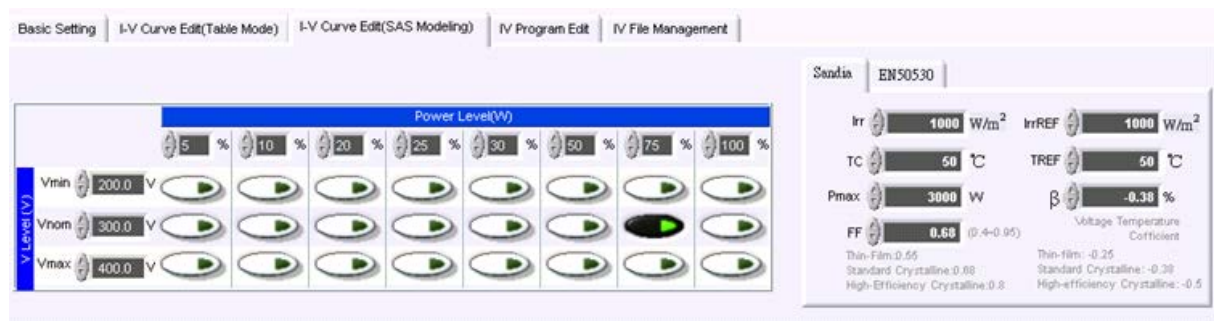 Basic Setting I-V Curve Edit(Table Mode) I-V Curve Edit(SAS Modeling) IV Program Edit IV File Management
Sandia EN50530
Power Level(W)
5 % 10 % 20 % 25 % 30 % 50 % 75 % 100 %
V Level (V)
Vmin 200.0 V
Vnom 300.0 V
Vmax 400.0 V
Irr 1000 W/m² IrrREF 1000 W/m²
TC 50 °C TREF 50 °C
Pmax 3000 W β -0.38 %
Voltage Temperature
Cofficient
FF 0.68 (0.4~0.95)
Thin-Film:0.55 Thin-film: -0.25
Standard Crystalline:0.68 Standard Crystalline: -0.38
High-Efficiency Crystalline:0.8 High-efficiency Crystalline: -0.5